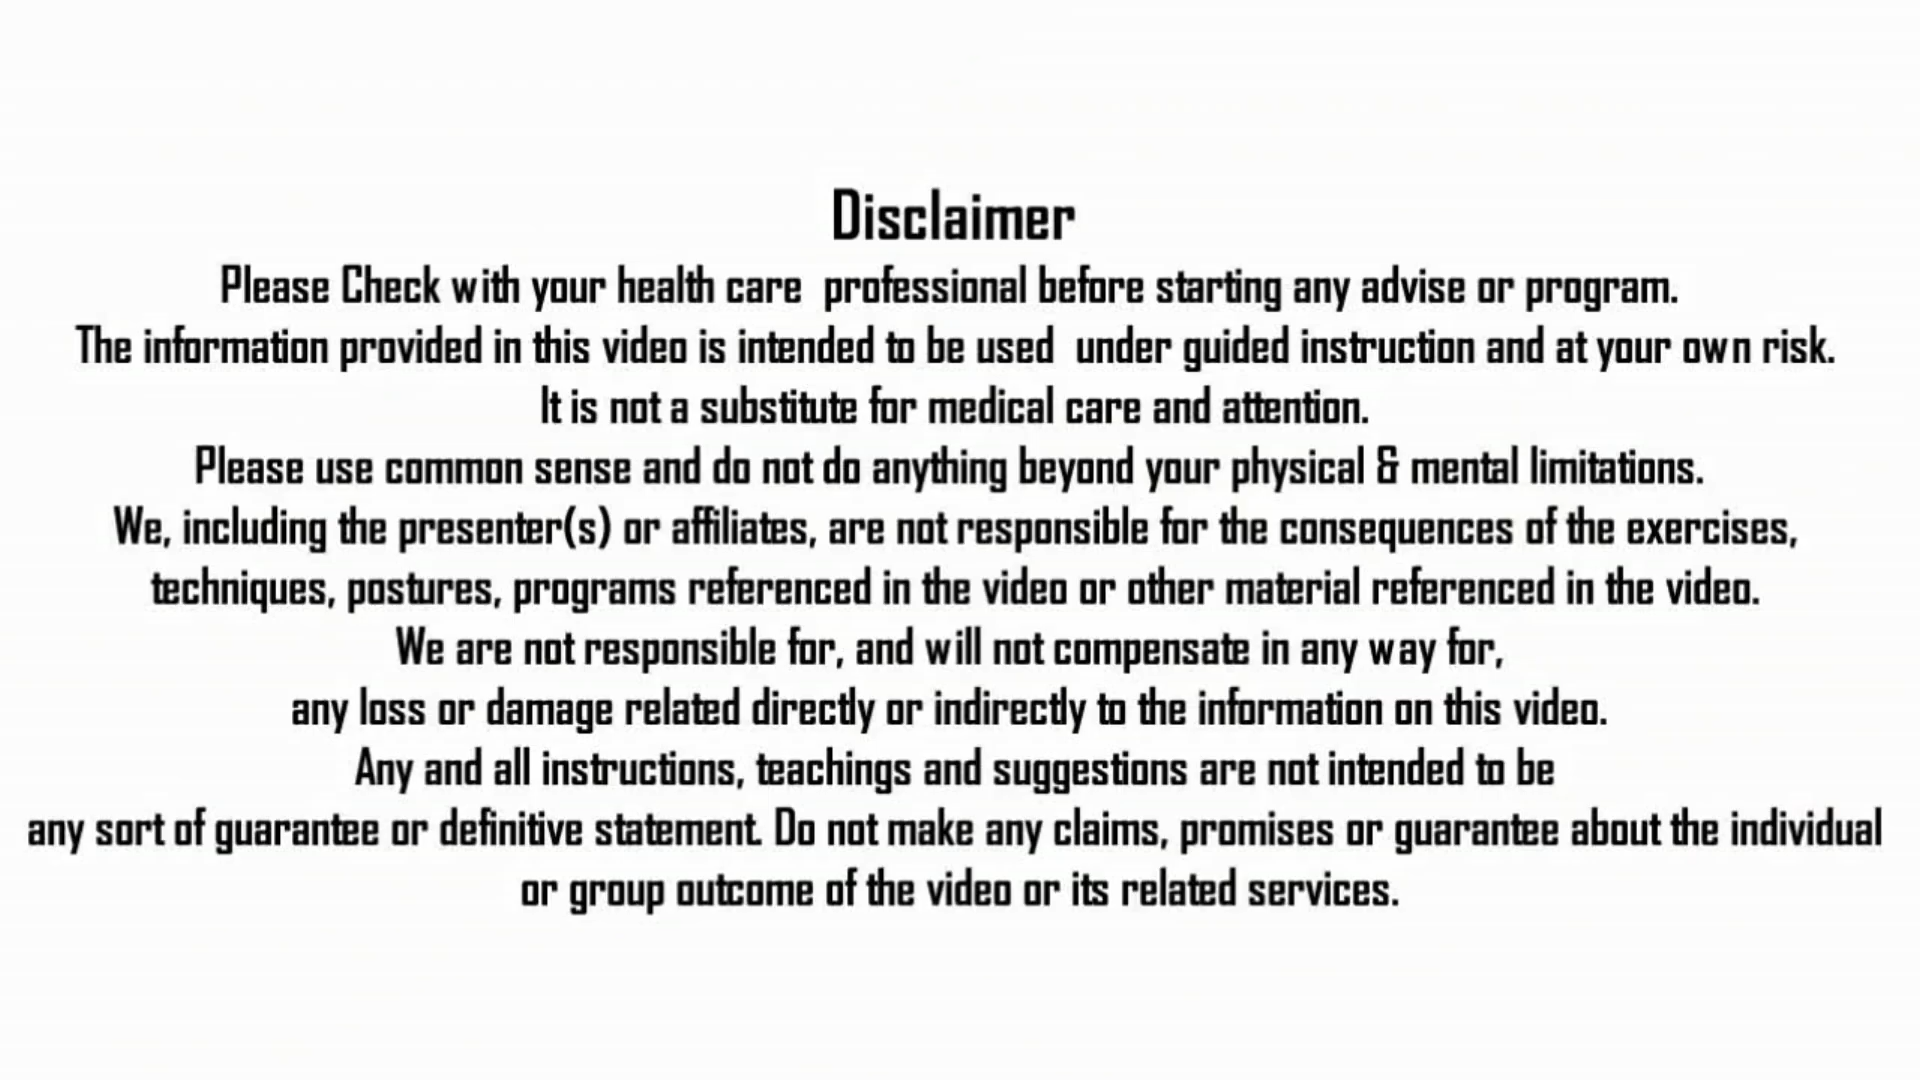 Disclaimer
Please Check with your health care professional before starting any advise or program.
The information provided in this video is intended to be used under guided instruction and at your own risk.
It is not a substitute for medical care and attention.
Please use common sense and do not do anything beyond your physical & mental limitations.
We, including the presenter(s) or affiliates, are not responsible for the consequences of the exercises,
techniques, postures, programs referenced in the video or other material referenced in the video.
We are not responsible for, and will not compensate in any way for,
any loss or damage related directly or indirectly to the information on this video.
Any and all instructions, teachings and suggestions are not intended to be
any sort of guarantee or definitive statement. Do not make any claims, promises or guarantee about the individual
or group outcome of the video or its related services.